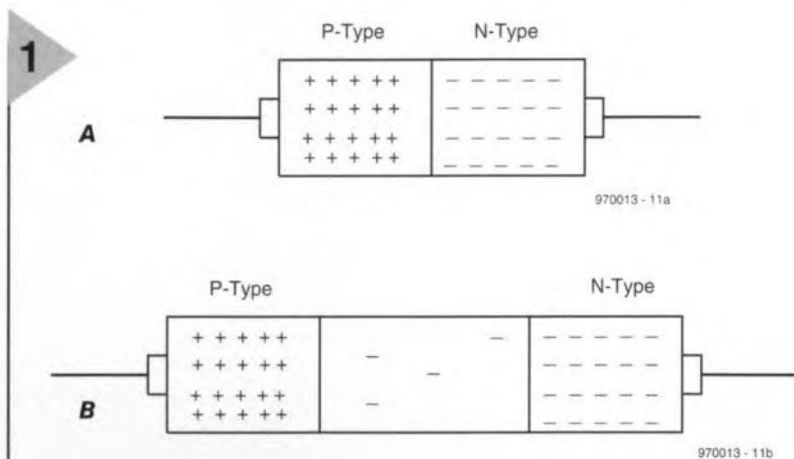 1
P-Type N-Type
+ + + + + — — — — —
+ + + + + — — — — —
A
+ + + + + — — — — —
+ + + + + — — — — —
970013 - 11a
P-Type N-Type
+ + + + + — — — — — —
+ + + + + — — — — — —
—
+ + + + + — — — — — —
B
+ + + + + — — — — —
970013 - 11b